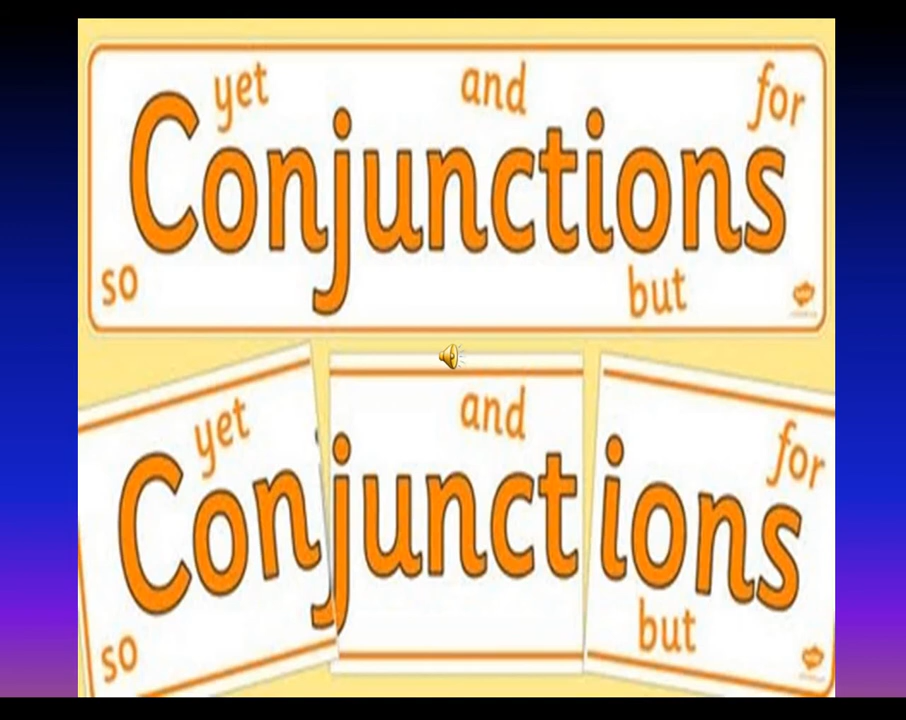 yet and for
Conjunctions
so but
yet and for
Conjunctions
so but